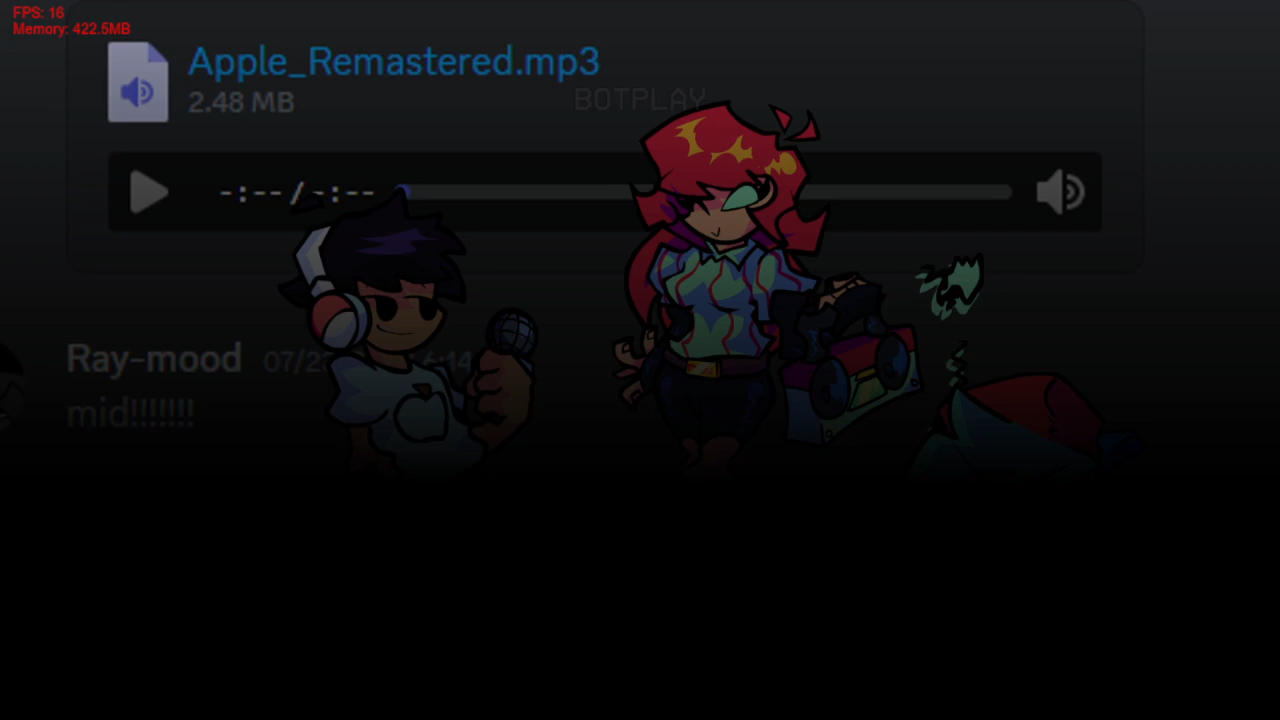 FPS: 16
Memory: 422.5MB
Apple_Remastered.mp3
2.48 MB
BOTPLAY
-:-- / -:--
Ray-mood
mid!!!!!!!